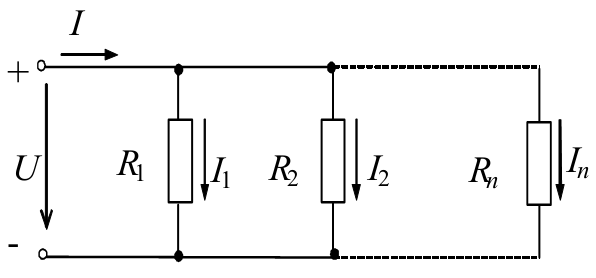 I
+
U R₁ I₁ R₂ I₂ Rₙ Iₙ
-